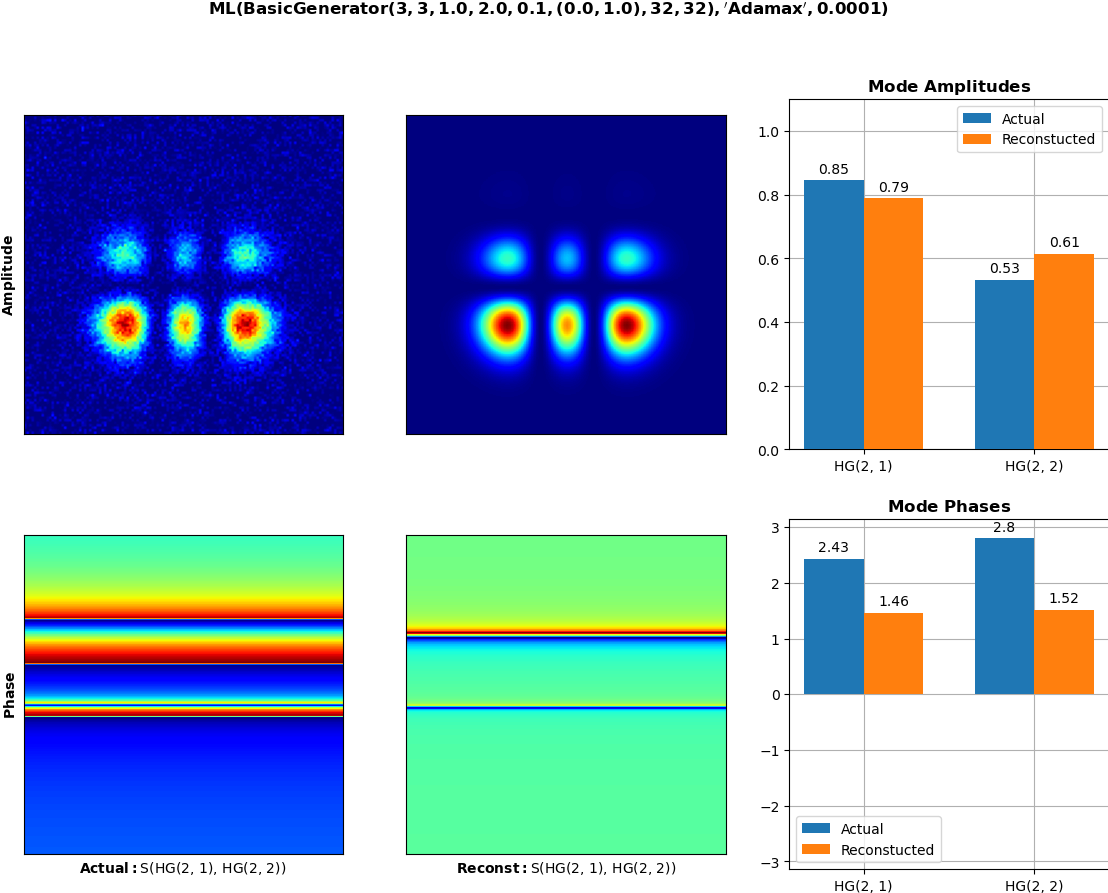 ML(BasicGenerator(3, 3, 1.0, 2.0, 0.1, (0.0, 1.0), 32, 32), ′Adamax′, 0.0001)
Amplitude
Mode Amplitudes
Actual
Reconstucted
1.0
0.8
0.6
0.4
0.2
0.0
0.85
0.79
0.53
0.61
HG(2, 1)
HG(2, 2)
Phase
Actual: S(HG(2, 1), HG(2, 2))
Reconst: S(HG(2, 1), HG(2, 2))
Mode Phases
3
2
1
0
−1
−2
−3
2.43
1.46
2.8
1.52
Actual
Reconstucted
HG(2, 1)
HG(2, 2)